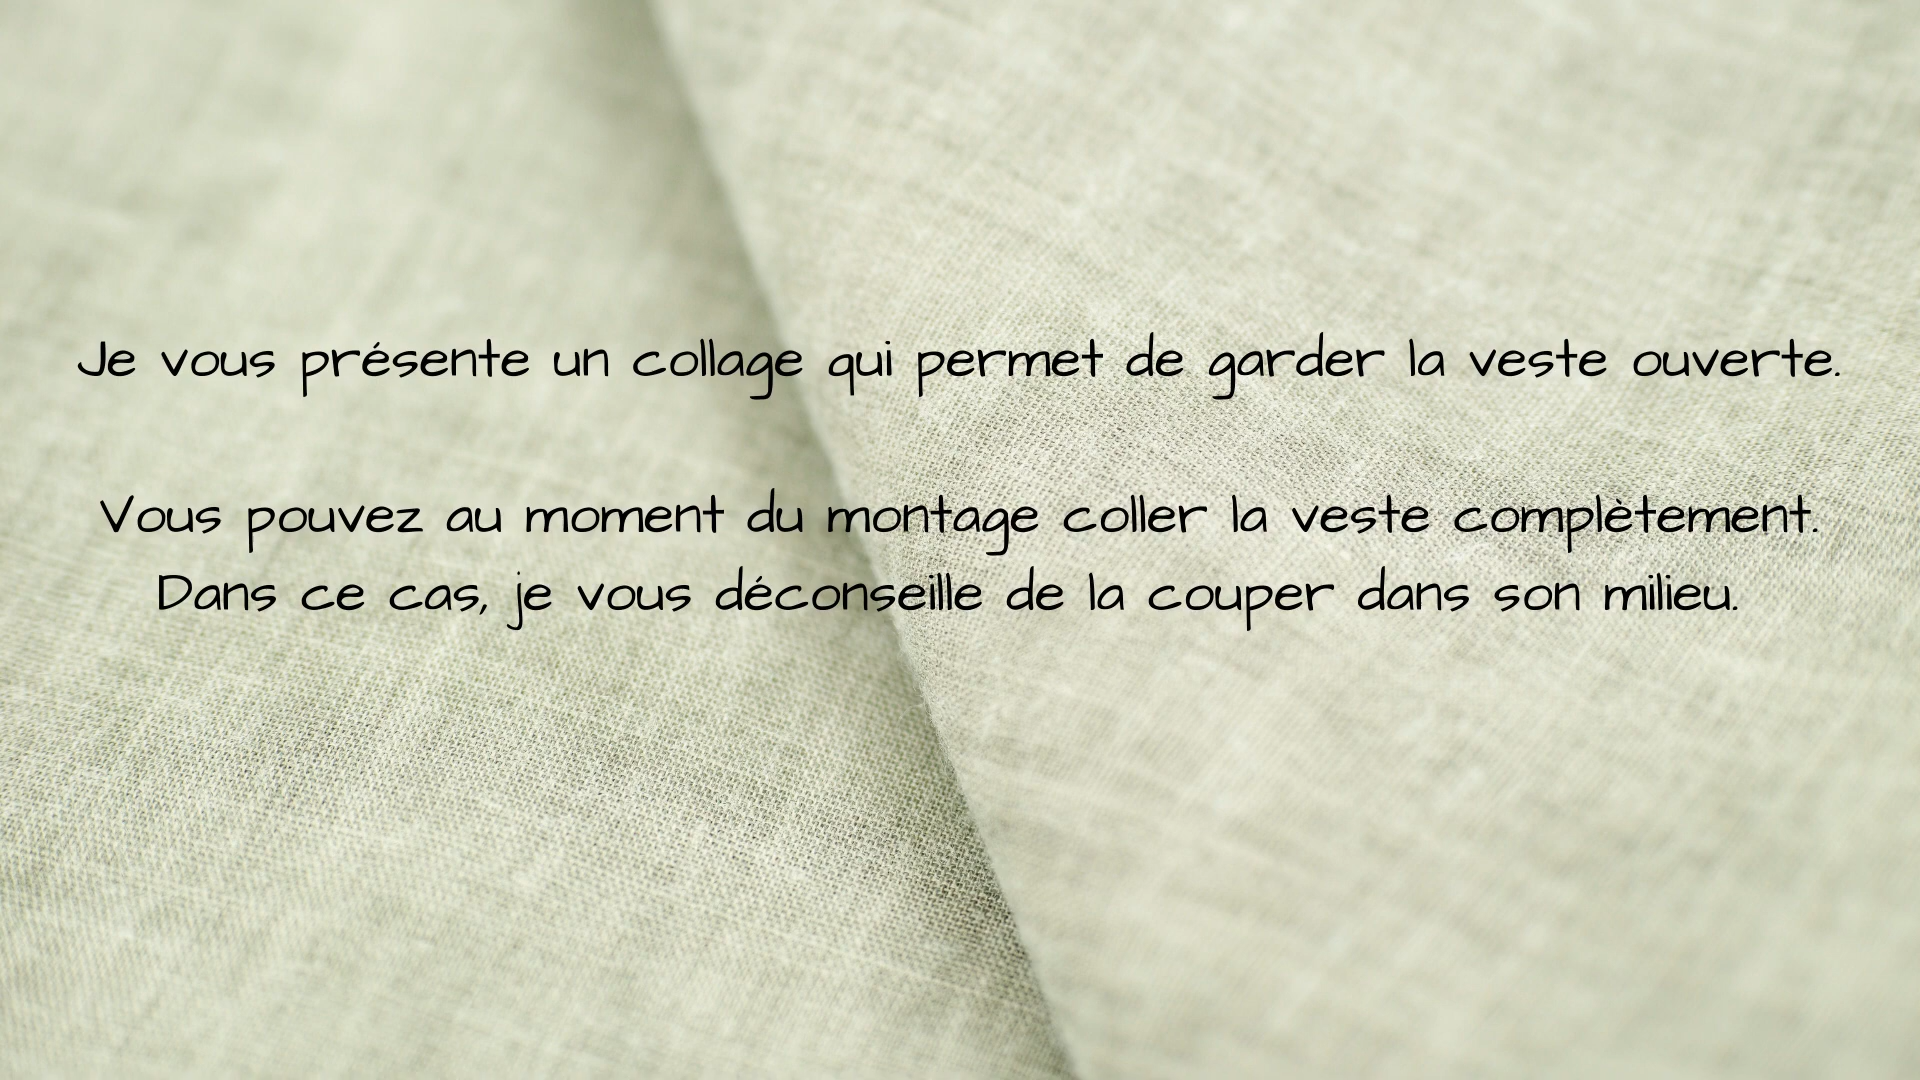 Je vous présente un collage qui permet de garder la veste ouverte.
Vous pouvez au moment du montage coller la veste complètement.
Dans ce cas, je vous déconseille de la couper dans son milieu.